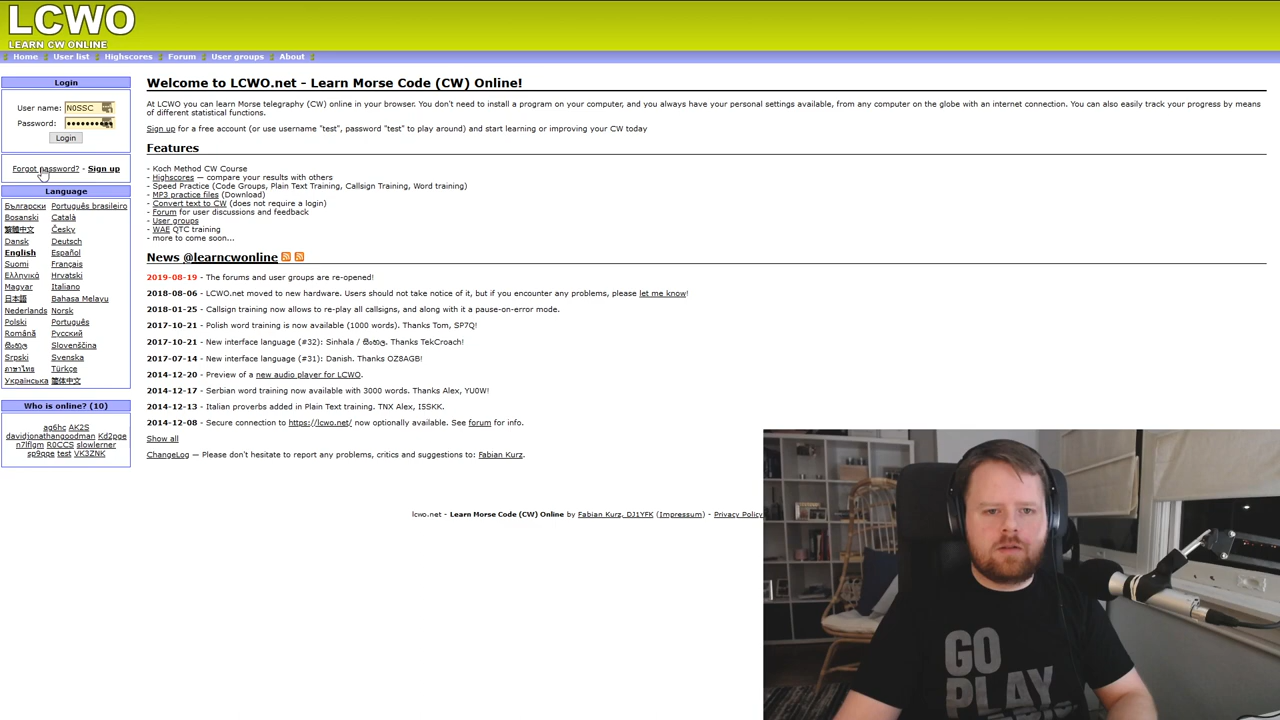 LCWO
LEARN CW ONLINE
Home User list Highscores Forum User groups About
Login
User name: N0SSC
Password:
Login
Forgot password? - Sign up
Language
Български Português brasileiro
Bosanski Català
繁體中文 Česky
Dansk Deutsch
English Español
Suomi Français
Ελληνικά Hrvatski
Magyar Italiano
日本語 Bahasa Melayu
Nederlands Norsk
Polski Português
Română Русский
සිංහල Slovenščina
Srpski Svenska
ภาษาไทย Türkçe
Українська 简体中文
Who is online? (10)
ag6hc AK2S
davidjonathangoodman Kd2pge
n7lflgm R0CCS slowlerner
sp9qqe test VK3ZNK
Welcome to LCWO.net - Learn Morse Code (CW) Online!
At LCWO you can learn Morse telegraphy (CW) online in your browser. You don't need to install a program on your computer, and you always have your personal settings available, from any computer on the globe with an internet connection. You can also easily track your progress by means
of different statistical functions.
Sign up for a free account (or use username "test", password "test" to play around) and start learning or improving your CW today
Features
- Koch Method CW Course
- Highscores — compare your results with others
- Speed Practice (Code Groups, Plain Text Training, Callsign Training, Word training)
- MP3 practice files (Download)
- Convert text to CW (does not require a login)
- Forum for user discussions and feedback
- User groups
- WAE QTC training
- more to come soon...
News @learncwonline
2019-08-19 - The forums and user groups are re-opened!
2018-08-06 - LCWO.net moved to new hardware. Users should not take notice of it, but if you encounter any problems, please let me know!
2018-01-25 - Callsign training now allows to re-play all callsigns, and along with it a pause-on-error mode.
2017-10-21 - Polish word training is now available (1000 words). Thanks Tom, SP7Q!
2017-10-21 - New interface language (#32): Sinhala / සිංහල. Thanks TekCroach!
2017-07-14 - New interface language (#31): Danish. Thanks OZ8AGB!
2014-12-20 - Preview of a new audio player for LCWO.
2014-12-17 - Serbian word training now available with 3000 words. Thanks Alex, YU0W!
2014-12-13 - Italian proverbs added in Plain Text training. TNX Alex, I5SKK.
2014-12-08 - Secure connection to https://lcwo.net/ now optionally available. See forum for info.
Show all
ChangeLog — Please don't hesitate to report any problems, critics and suggestions to: Fabian Kurz.
lcwo.net - Learn Morse Code (CW) Online by Fabian Kurz, DJ1YFK (Impressum) - Privacy Policy
GO
PLAY